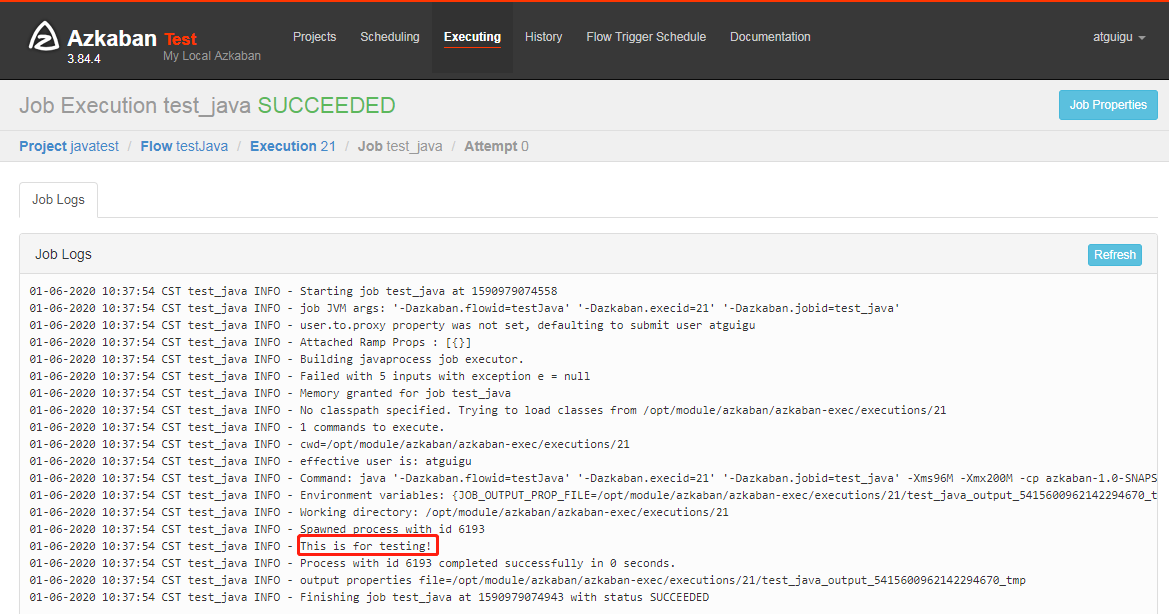 Azkaban Test
3.84.4 My Local Azkaban
Projects Scheduling Executing History Flow Trigger Schedule Documentation atguigu
Job Execution test_java SUCCEEDED Job Properties
Project javatest / Flow testJava / Execution 21 / Job test_java / Attempt 0
Job Logs
Job Logs Refresh
01-06-2020 10:37:54 CST test_java INFO - Starting job test_java at 1590979074558
01-06-2020 10:37:54 CST test_java INFO - job JVM args: '-Dazkaban.flowid=testJava' '-Dazkaban.execid=21' '-Dazkaban.jobid=test_java'
01-06-2020 10:37:54 CST test_java INFO - user.to.proxy property was not set, defaulting to submit user atguigu
01-06-2020 10:37:54 CST test_java INFO - Attached Ramp Props : [{}]
01-06-2020 10:37:54 CST test_java INFO - Building javaprocess job executor.
01-06-2020 10:37:54 CST test_java INFO - Failed with 5 inputs with exception e = null
01-06-2020 10:37:54 CST test_java INFO - Memory granted for job test_java
01-06-2020 10:37:54 CST test_java INFO - No classpath specified. Trying to load classes from /opt/module/azkaban/azkaban-exec/executions/21
01-06-2020 10:37:54 CST test_java INFO - 1 commands to execute.
01-06-2020 10:37:54 CST test_java INFO - cwd=/opt/module/azkaban/azkaban-exec/executions/21
01-06-2020 10:37:54 CST test_java INFO - effective user is: atguigu
01-06-2020 10:37:54 CST test_java INFO - Command: java '-Dazkaban.flowid=testJava' '-Dazkaban.execid=21' '-Dazkaban.jobid=test_java' -Xms96M -Xmx200M -cp azkaban-1.0-SNAPS
01-06-2020 10:37:54 CST test_java INFO - Environment variables: {JOB_OUTPUT_PROP_FILE=/opt/module/azkaban/azkaban-exec/executions/21/test_java_output_5415600962142294670_t
01-06-2020 10:37:54 CST test_java INFO - Working directory: /opt/module/azkaban/azkaban-exec/executions/21
01-06-2020 10:37:54 CST test_java INFO - Spawned process with id 6193
01-06-2020 10:37:54 CST test_java INFO - This is for testing!
01-06-2020 10:37:54 CST test_java INFO - Process with id 6193 completed successfully in 0 seconds.
01-06-2020 10:37:54 CST test_java INFO - output properties file=/opt/module/azkaban/azkaban-exec/executions/21/test_java_output_5415600962142294670_tmp
01-06-2020 10:37:54 CST test_java INFO - Finishing job test_java at 1590979074943 with status SUCCEEDED